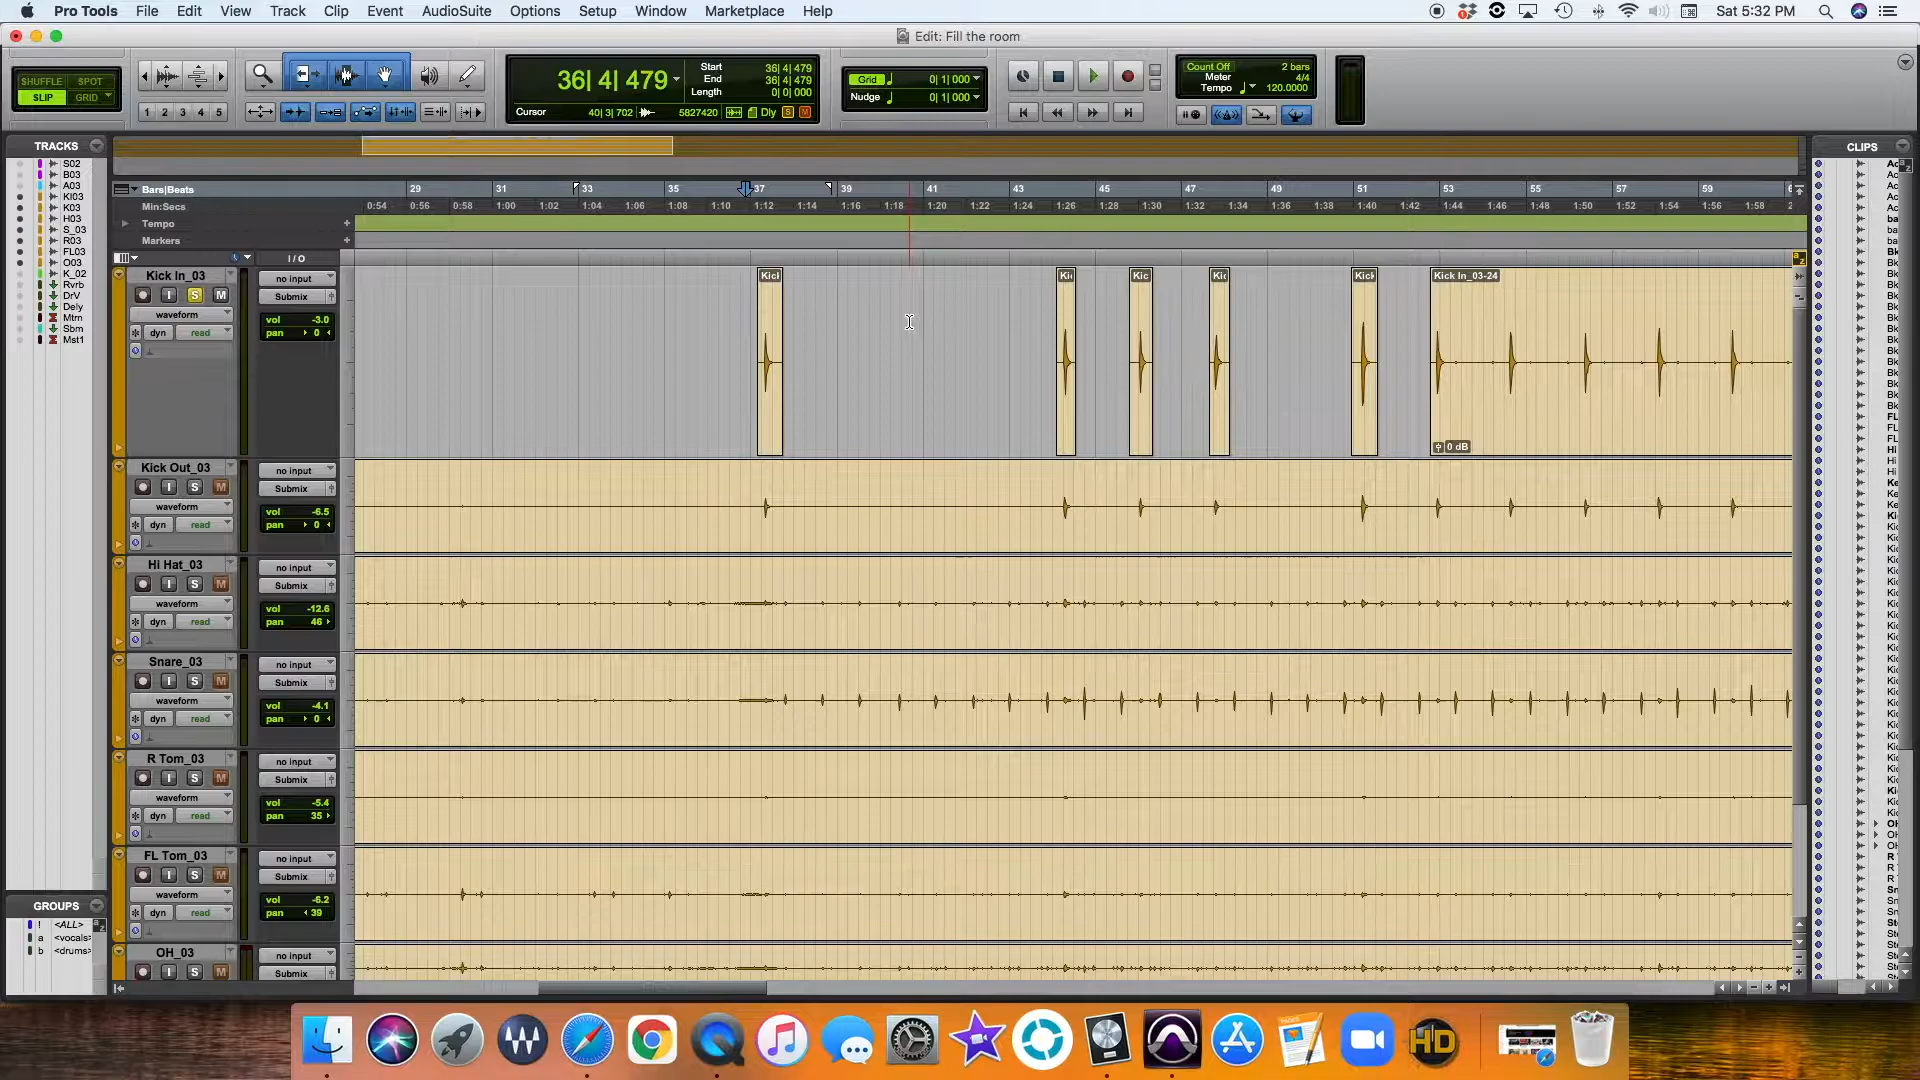 Pro Tools File Edit View Track Clip Event AudioSuite Options Setup Window Marketplace Help
Sat 5:32 PM
Edit: Fill the room
SHUFFLE SPOT
SLIP GRID
1 2 3 4 5
36| 4| 479
Start 36| 4| 479
End 36| 4| 479
Length 0| 0| 000
Cursor 40| 3| 702 5827420 Dly S M
Grid 0| 1| 000
Nudge 0| 1| 000
Count Off 2 bars
Meter 4/4
Tempo 120.0000
TRACKS
S02
B03
A03
KI03
K03
H03
S_03
R03
FL03
O03
K_02
Rvrb
DrV
Dely
Mtrn
Sbm
Mst1
GROUPS
! <ALL>
a <vocals>
b <drums>
CLIPS
Bars|Beats 29 31 33 35 37 39 41 43 45 47 49 51 53 55 57 59
Min:Secs 0:54 0:56 0:58 1:00 1:02 1:04 1:06 1:08 1:10 1:12 1:14 1:16 1:18 1:20 1:22 1:24 1:26 1:28 1:30 1:32 1:34 1:36 1:38 1:40 1:42 1:44 1:46 1:48 1:50 1:52 1:54 1:56 1:58
Tempo
Markers
I/O
Kick In_03 no input
I S M Submix
waveform vol -3.0
dyn read pan 0
Kick In_03-24
0 dB
Kick Out_03 no input
I S M Submix
waveform vol -6.5
dyn read pan 0
Hi Hat_03 no input
I S M Submix
waveform vol -12.6
dyn read pan 46
Snare_03 no input
I S M Submix
waveform vol -4.1
dyn read pan 0
R Tom_03 no input
I S M Submix
waveform vol -5.4
dyn read pan 35
FL Tom_03 no input
I S M Submix
waveform vol -6.2
dyn read pan 39
OH_03 no input
I S M Submix
HD